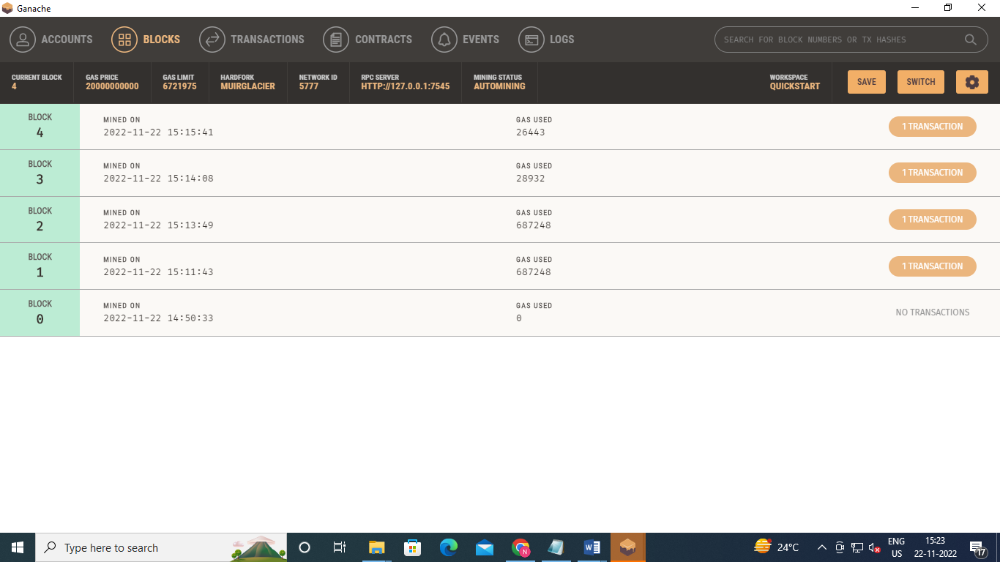 Ganache
ACCOUNTS BLOCKS TRANSACTIONS CONTRACTS EVENTS LOGS SEARCH FOR BLOCK NUMBERS OR TX HASHES
CURRENT BLOCK GAS PRICE GAS LIMIT HARDFORK NETWORK ID RPC SERVER MINING STATUS WORKSPACE
4 20000000000 6721975 MUIRGLACIER 5777 HTTP://127.0.0.1:7545 AUTOMINING QUICKSTART
SAVE SWITCH
BLOCK MINED ON GAS USED
4 2022-11-22 15:15:41 26443 1 TRANSACTION
BLOCK MINED ON GAS USED
3 2022-11-22 15:14:08 28932 1 TRANSACTION
BLOCK MINED ON GAS USED
2 2022-11-22 15:13:49 687248 1 TRANSACTION
BLOCK MINED ON GAS USED
1 2022-11-22 15:11:43 687248 1 TRANSACTION
BLOCK MINED ON GAS USED
0 2022-11-22 14:50:33 0 NO TRANSACTIONS
Type here to search N W 24°C ENG 15:23
US 22-11-2022 17